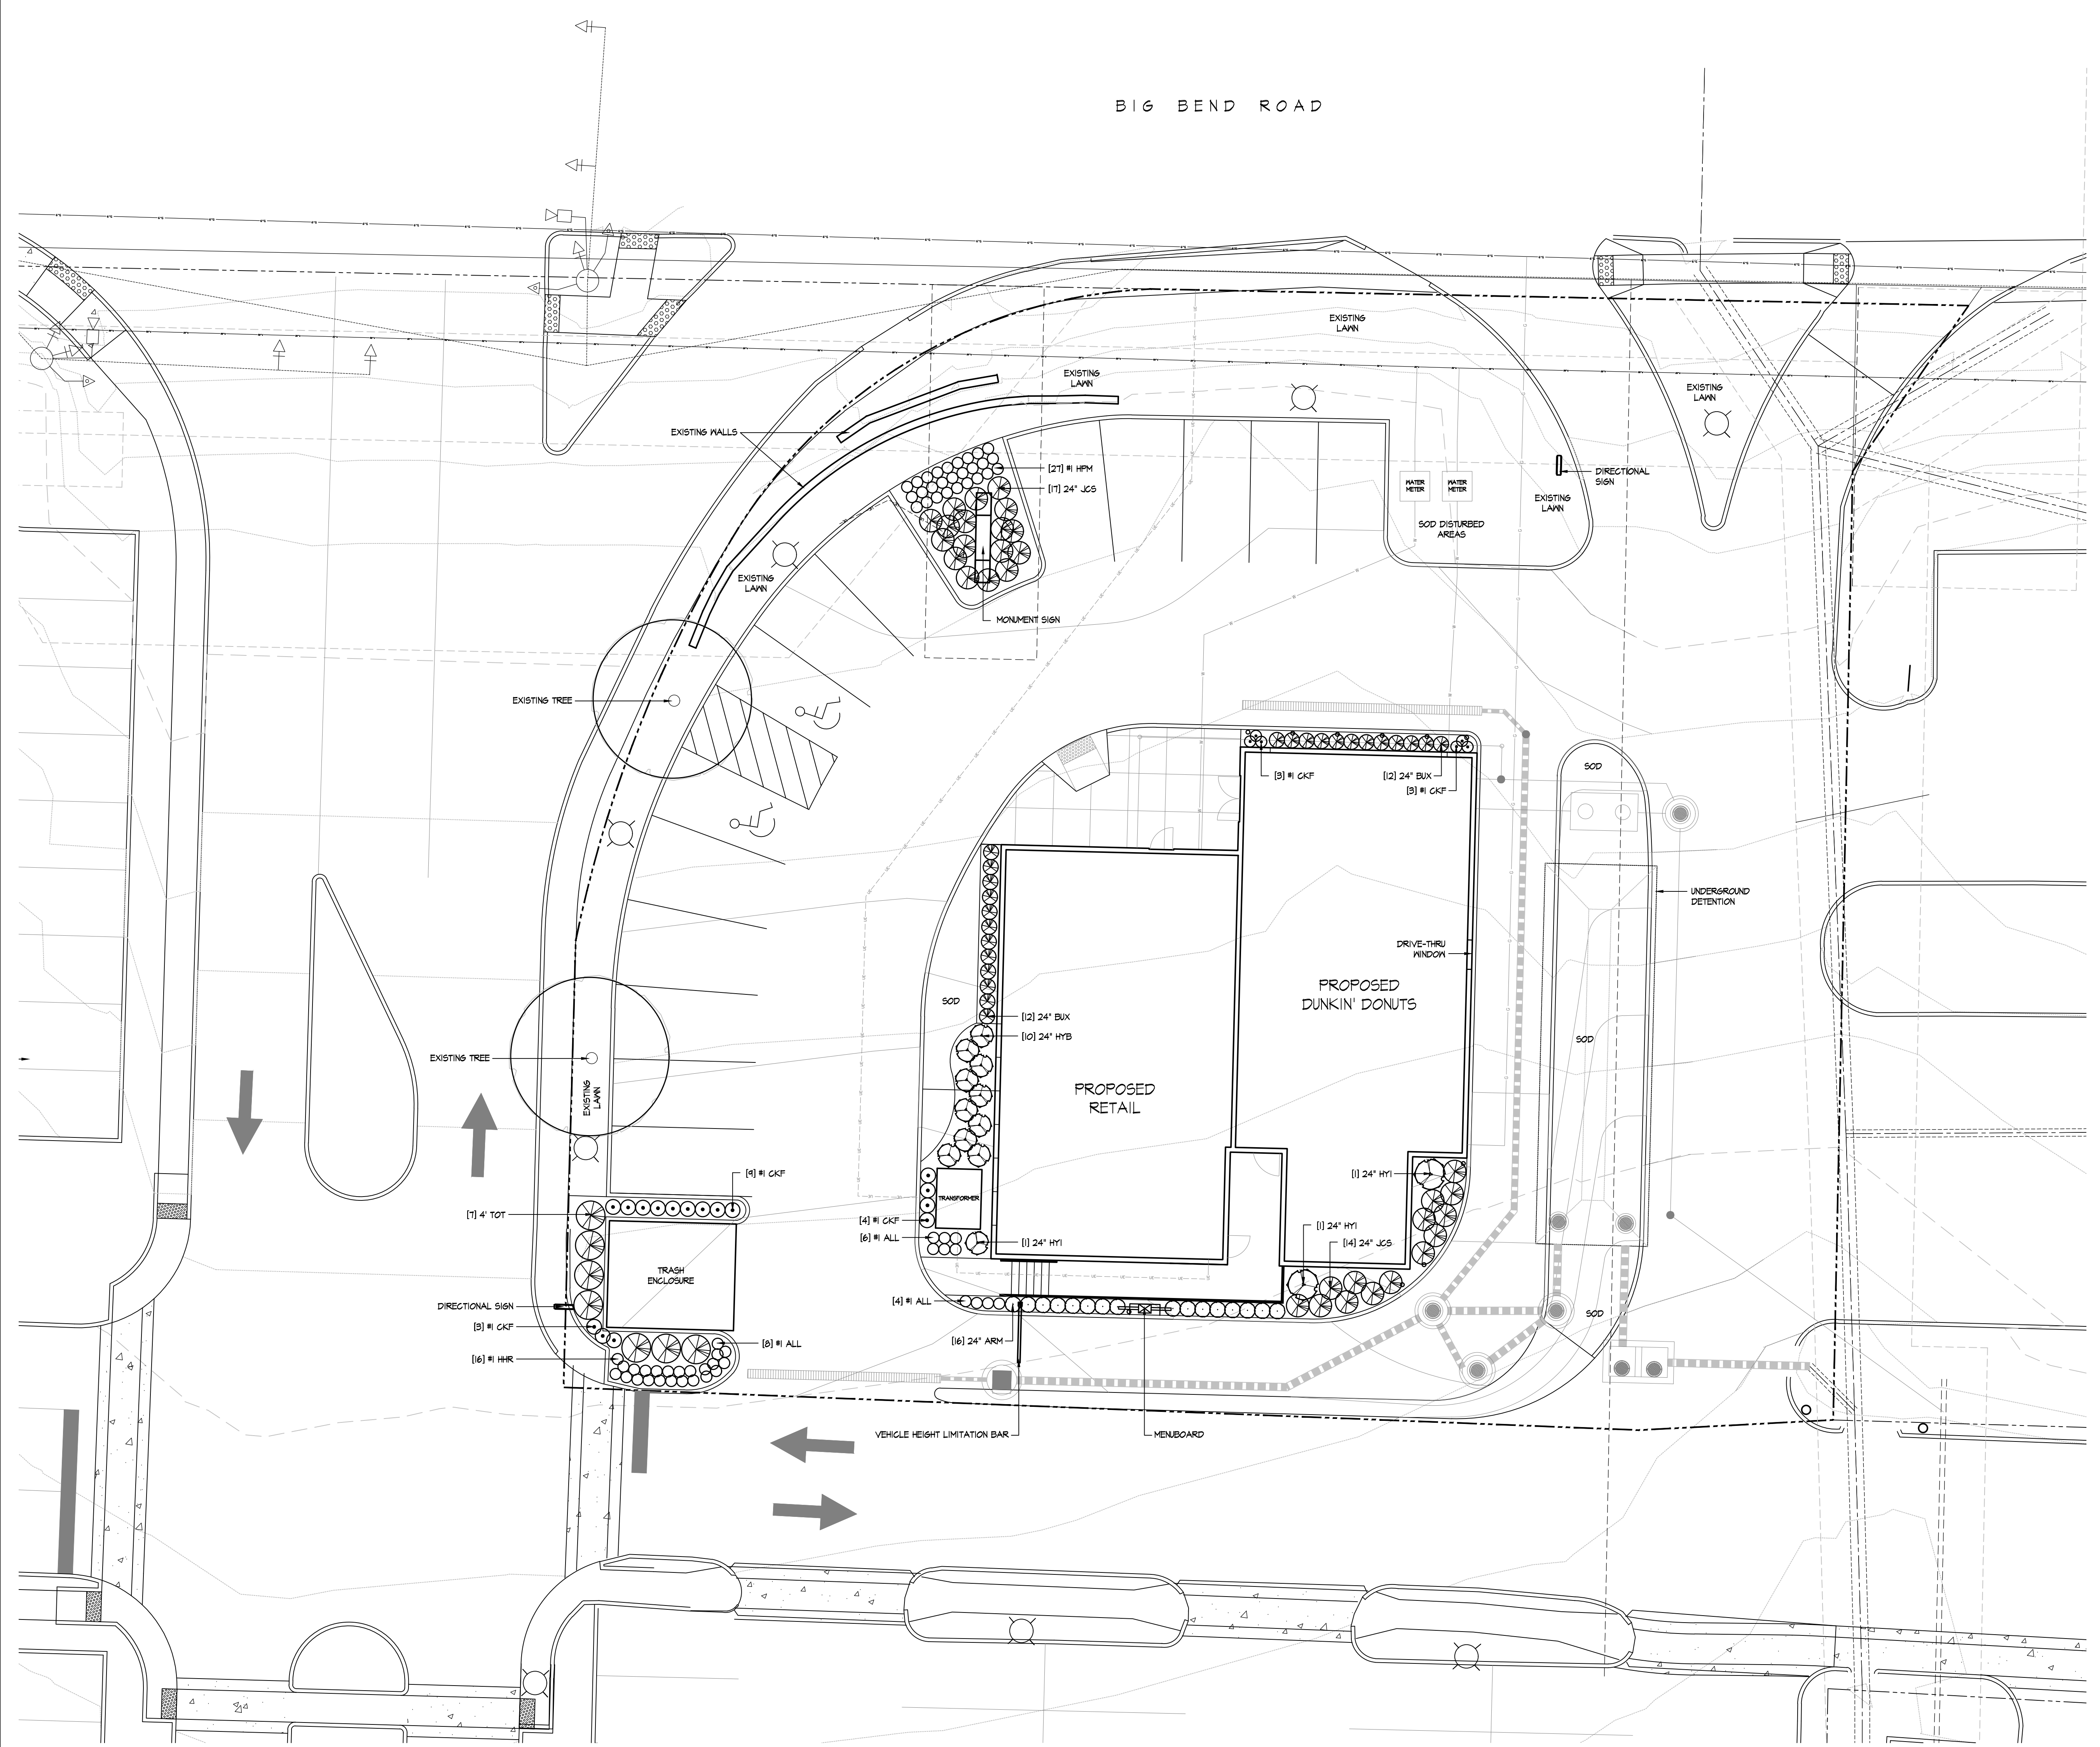 BIG BEND ROAD
EXISTING
LAWN
EXISTING
LAWN
EXISTING
LAWN
EXISTING WALLS
[27] #1 HPM
[17] 24" JCS
DIRECTIONAL
SIGN
EXISTING
LAWN
WATER
METER
WATER
METER
SOD DISTURBED
AREAS
EXISTING
LAWN
MONUMENT SIGN
EXISTING TREE
SOD
[3] #1 CKF
[12] 24" BUX
[3] #1 CKF
UNDERGROUND
DETENTION
DRIVE-THRU
WINDOW
PROPOSED
DUNKIN' DONUTS
SOD
[12] 24" BUX
[10] 24" HYB
SOD
EXISTING TREE
EXISTING
LAWN
PROPOSED
RETAIL
[9] #1 CKF
[1] 24" HYI
TRANSFORMER
[7] 4' TOT
[4] #1 CKF
[6] #1 ALL
[1] 24" HYI
[1] 24" HYI
[14] 24" JCS
TRASH
ENCLOSURE
[4] #1 ALL
DIRECTIONAL SIGN
[3] #1 CKF
SOD
[16] 24" ARM
[8] #1 ALL
[16] #1 HHR
VEHICLE HEIGHT LIMITATION BAR
MENUBOARD